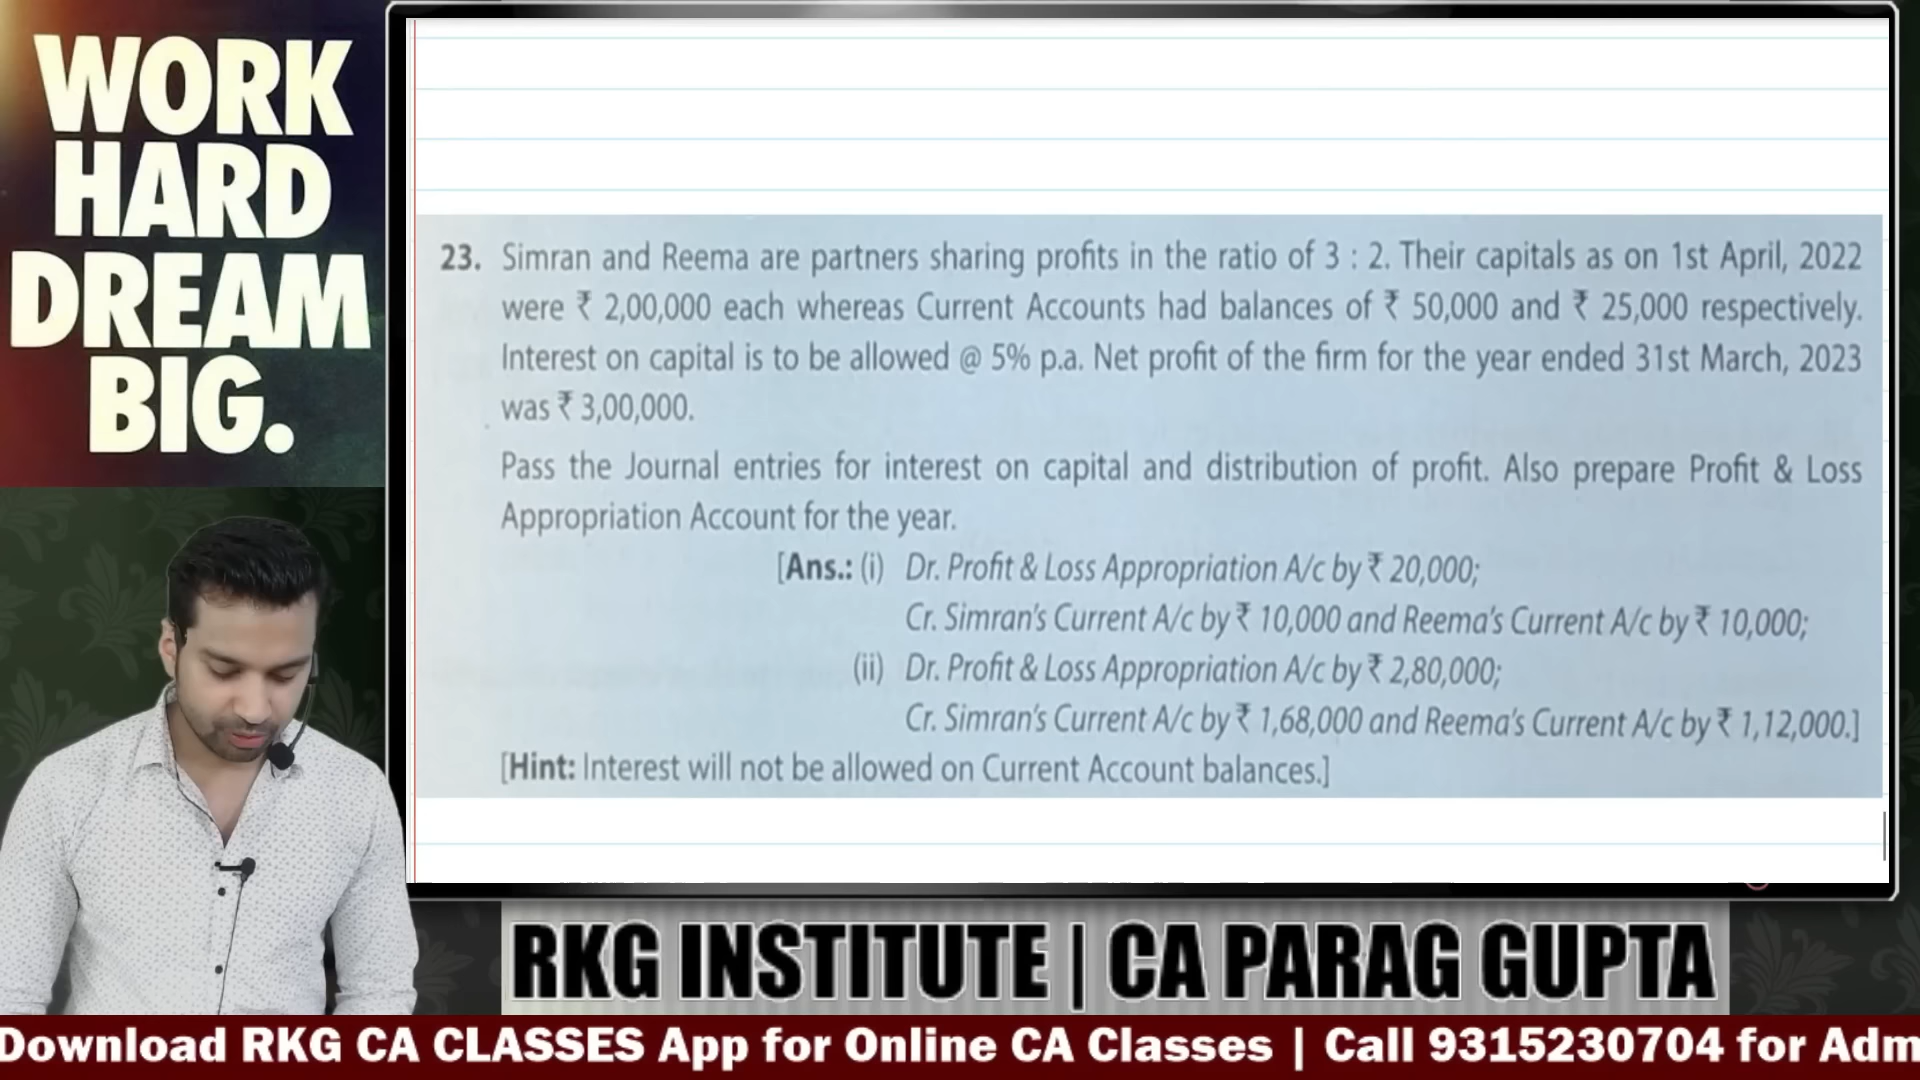 WORK
HARD
DREAM
BIG.
23. Simran and Reema are partners sharing profits in the ratio of 3 : 2. Their capitals as on 1st April, 2022
were ₹ 2,00,000 each whereas Current Accounts had balances of ₹ 50,000 and ₹ 25,000 respectively.
Interest on capital is to be allowed @ 5% p.a. Net profit of the firm for the year ended 31st March, 2023
was ₹ 3,00,000.
Pass the Journal entries for interest on capital and distribution of profit. Also prepare Profit & Loss
Appropriation Account for the year.
[Ans.: (i) Dr. Profit & Loss Appropriation A/c by ₹ 20,000;
Cr. Simran's Current A/c by ₹ 10,000 and Reema's Current A/c by ₹ 10,000;
(ii) Dr. Profit & Loss Appropriation A/c by ₹ 2,80,000;
Cr. Simran's Current A/c by ₹ 1,68,000 and Reema's Current A/c by ₹ 1,12,000.]
[Hint: Interest will not be allowed on Current Account balances.]
RKG INSTITUTE | CA PARAG GUPTA
Download RKG CA CLASSES App for Online CA Classes | Call 9315230704 for Adm